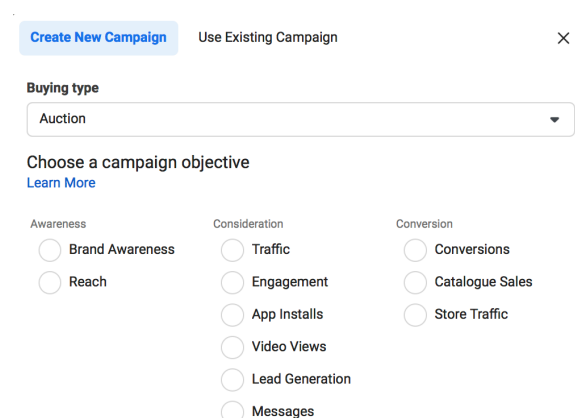 Create New Campaign Use Existing Campaign
Buying type
Auction
Choose a campaign objective
Learn More
Awareness Consideration Conversion
Brand Awareness Traffic Conversions
Reach Engagement Catalogue Sales
App Installs Store Traffic
Video Views
Lead Generation
Messages